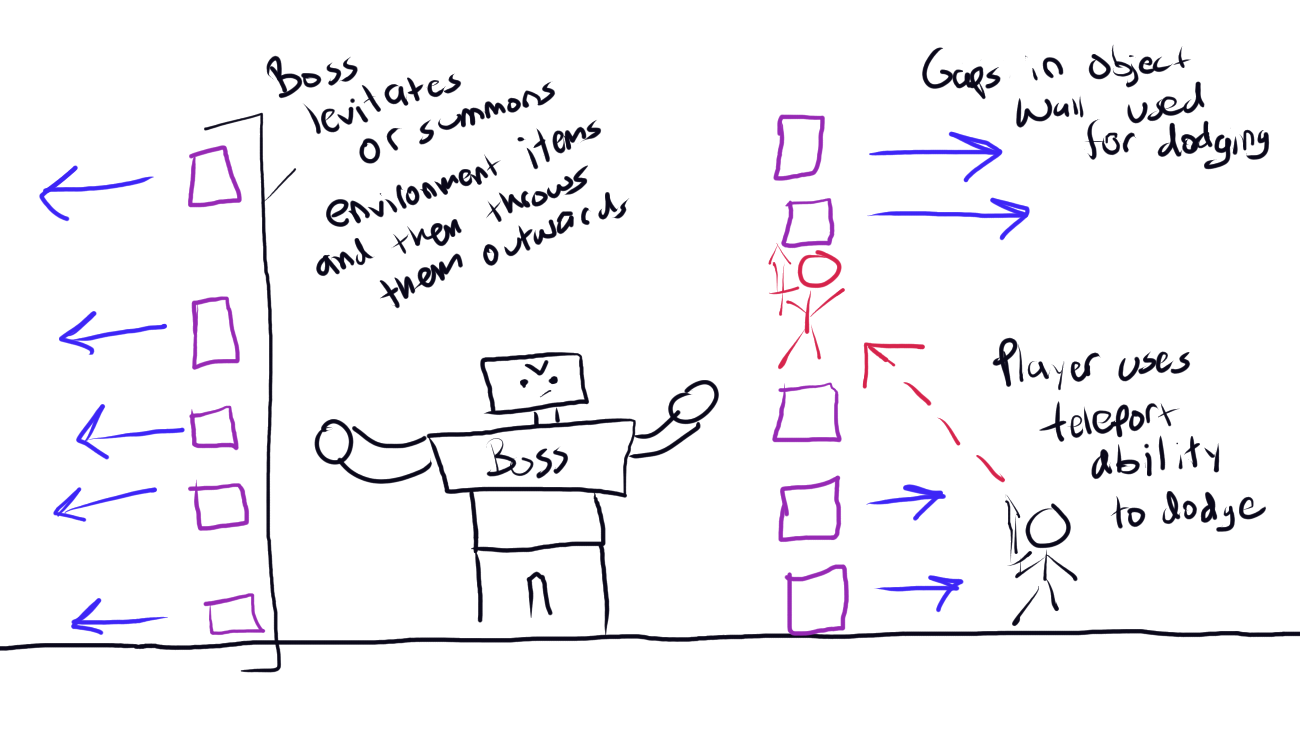 Boss
levitates
or summons
environment items
and then throws
them outwards
Gaps in object
wall used
for dodging
Player uses
teleport
ability
to dodge
Boss